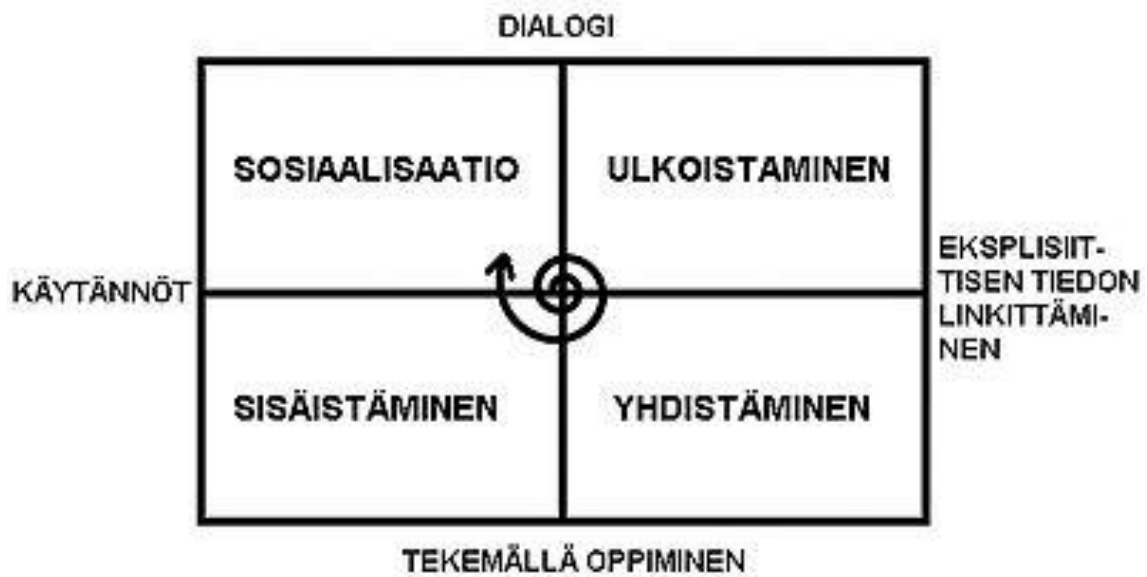 DIALOGI
SOSIAALISAATIO
ULKOISTAMINEN
KÄYTÄNNÖT
EKSPLISIIT-
TISEN TIEDON
LINKITTÄMI-
NEN
SISÄISTÄMINEN
YHDISTÄMINEN
TEKEMÄLLÄ OPPIMINEN